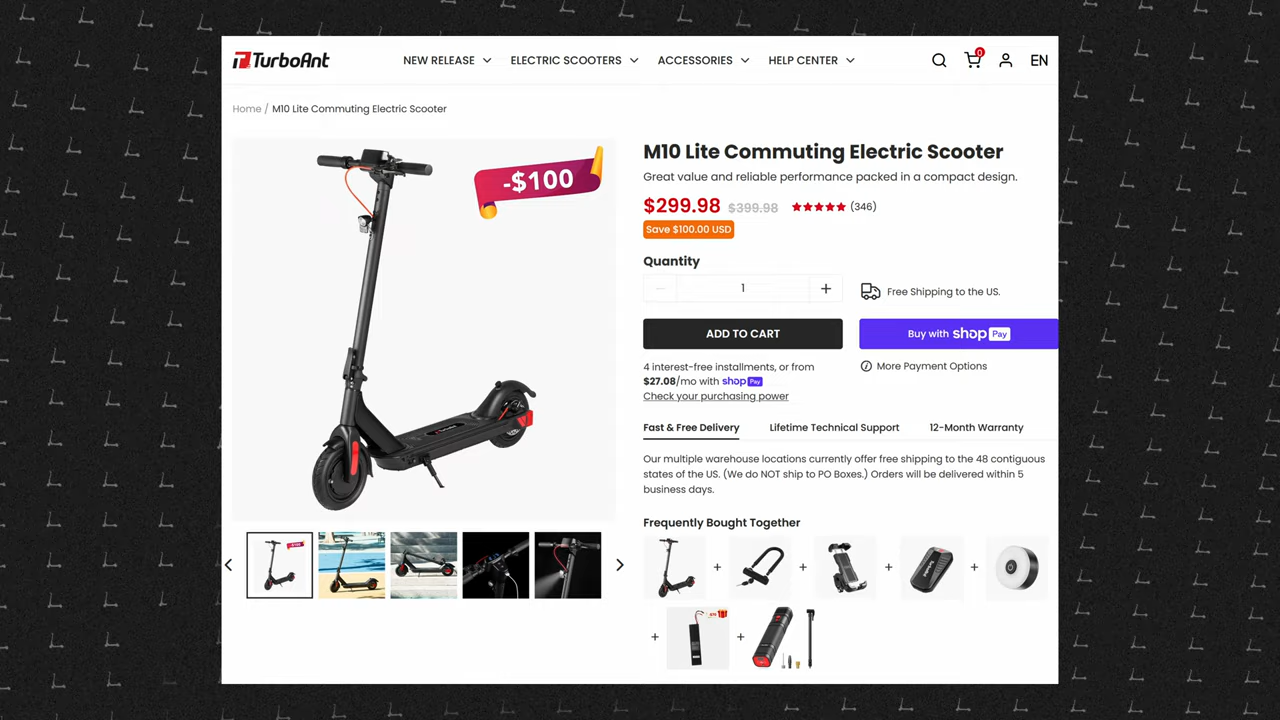 TurboAnt
NEW RELEASE
ELECTRIC SCOOTERS
ACCESSORIES
HELP CENTER
0
EN
Home / M10 Lite Commuting Electric Scooter
-$100
M10 Lite Commuting Electric Scooter
Great value and reliable performance packed in a compact design.
$299.98 $399.98 (346)
Save $100.00 USD
Quantity
1
Free Shipping to the US.
ADD TO CART
Buy with shop Pay
4 interest-free installments, or from
$27.08/mo with shop Pay
Check your purchasing power
More Payment Options
Fast & Free Delivery
Lifetime Technical Support
12-Month Warranty
Our multiple warehouse locations currently offer free shipping to the 48 contiguous
states of the US. (We do NOT ship to PO Boxes.) Orders will be delivered within 5
business days.
Frequently Bought Together